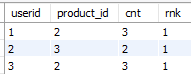 userid product_id cnt rnk
1 2 3 1
2 3 2 1
3 2 3 1